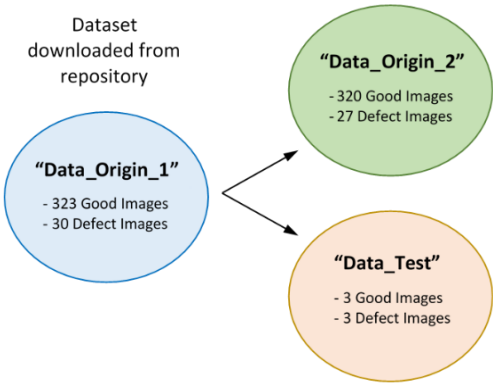 Dataset
downloaded from
repository
“Data_Origin_1”
- 323 Good Images
- 30 Defect Images
“Data_Origin_2”
- 320 Good Images
- 27 Defect Images
“Data_Test”
- 3 Good Images
- 3 Defect Images